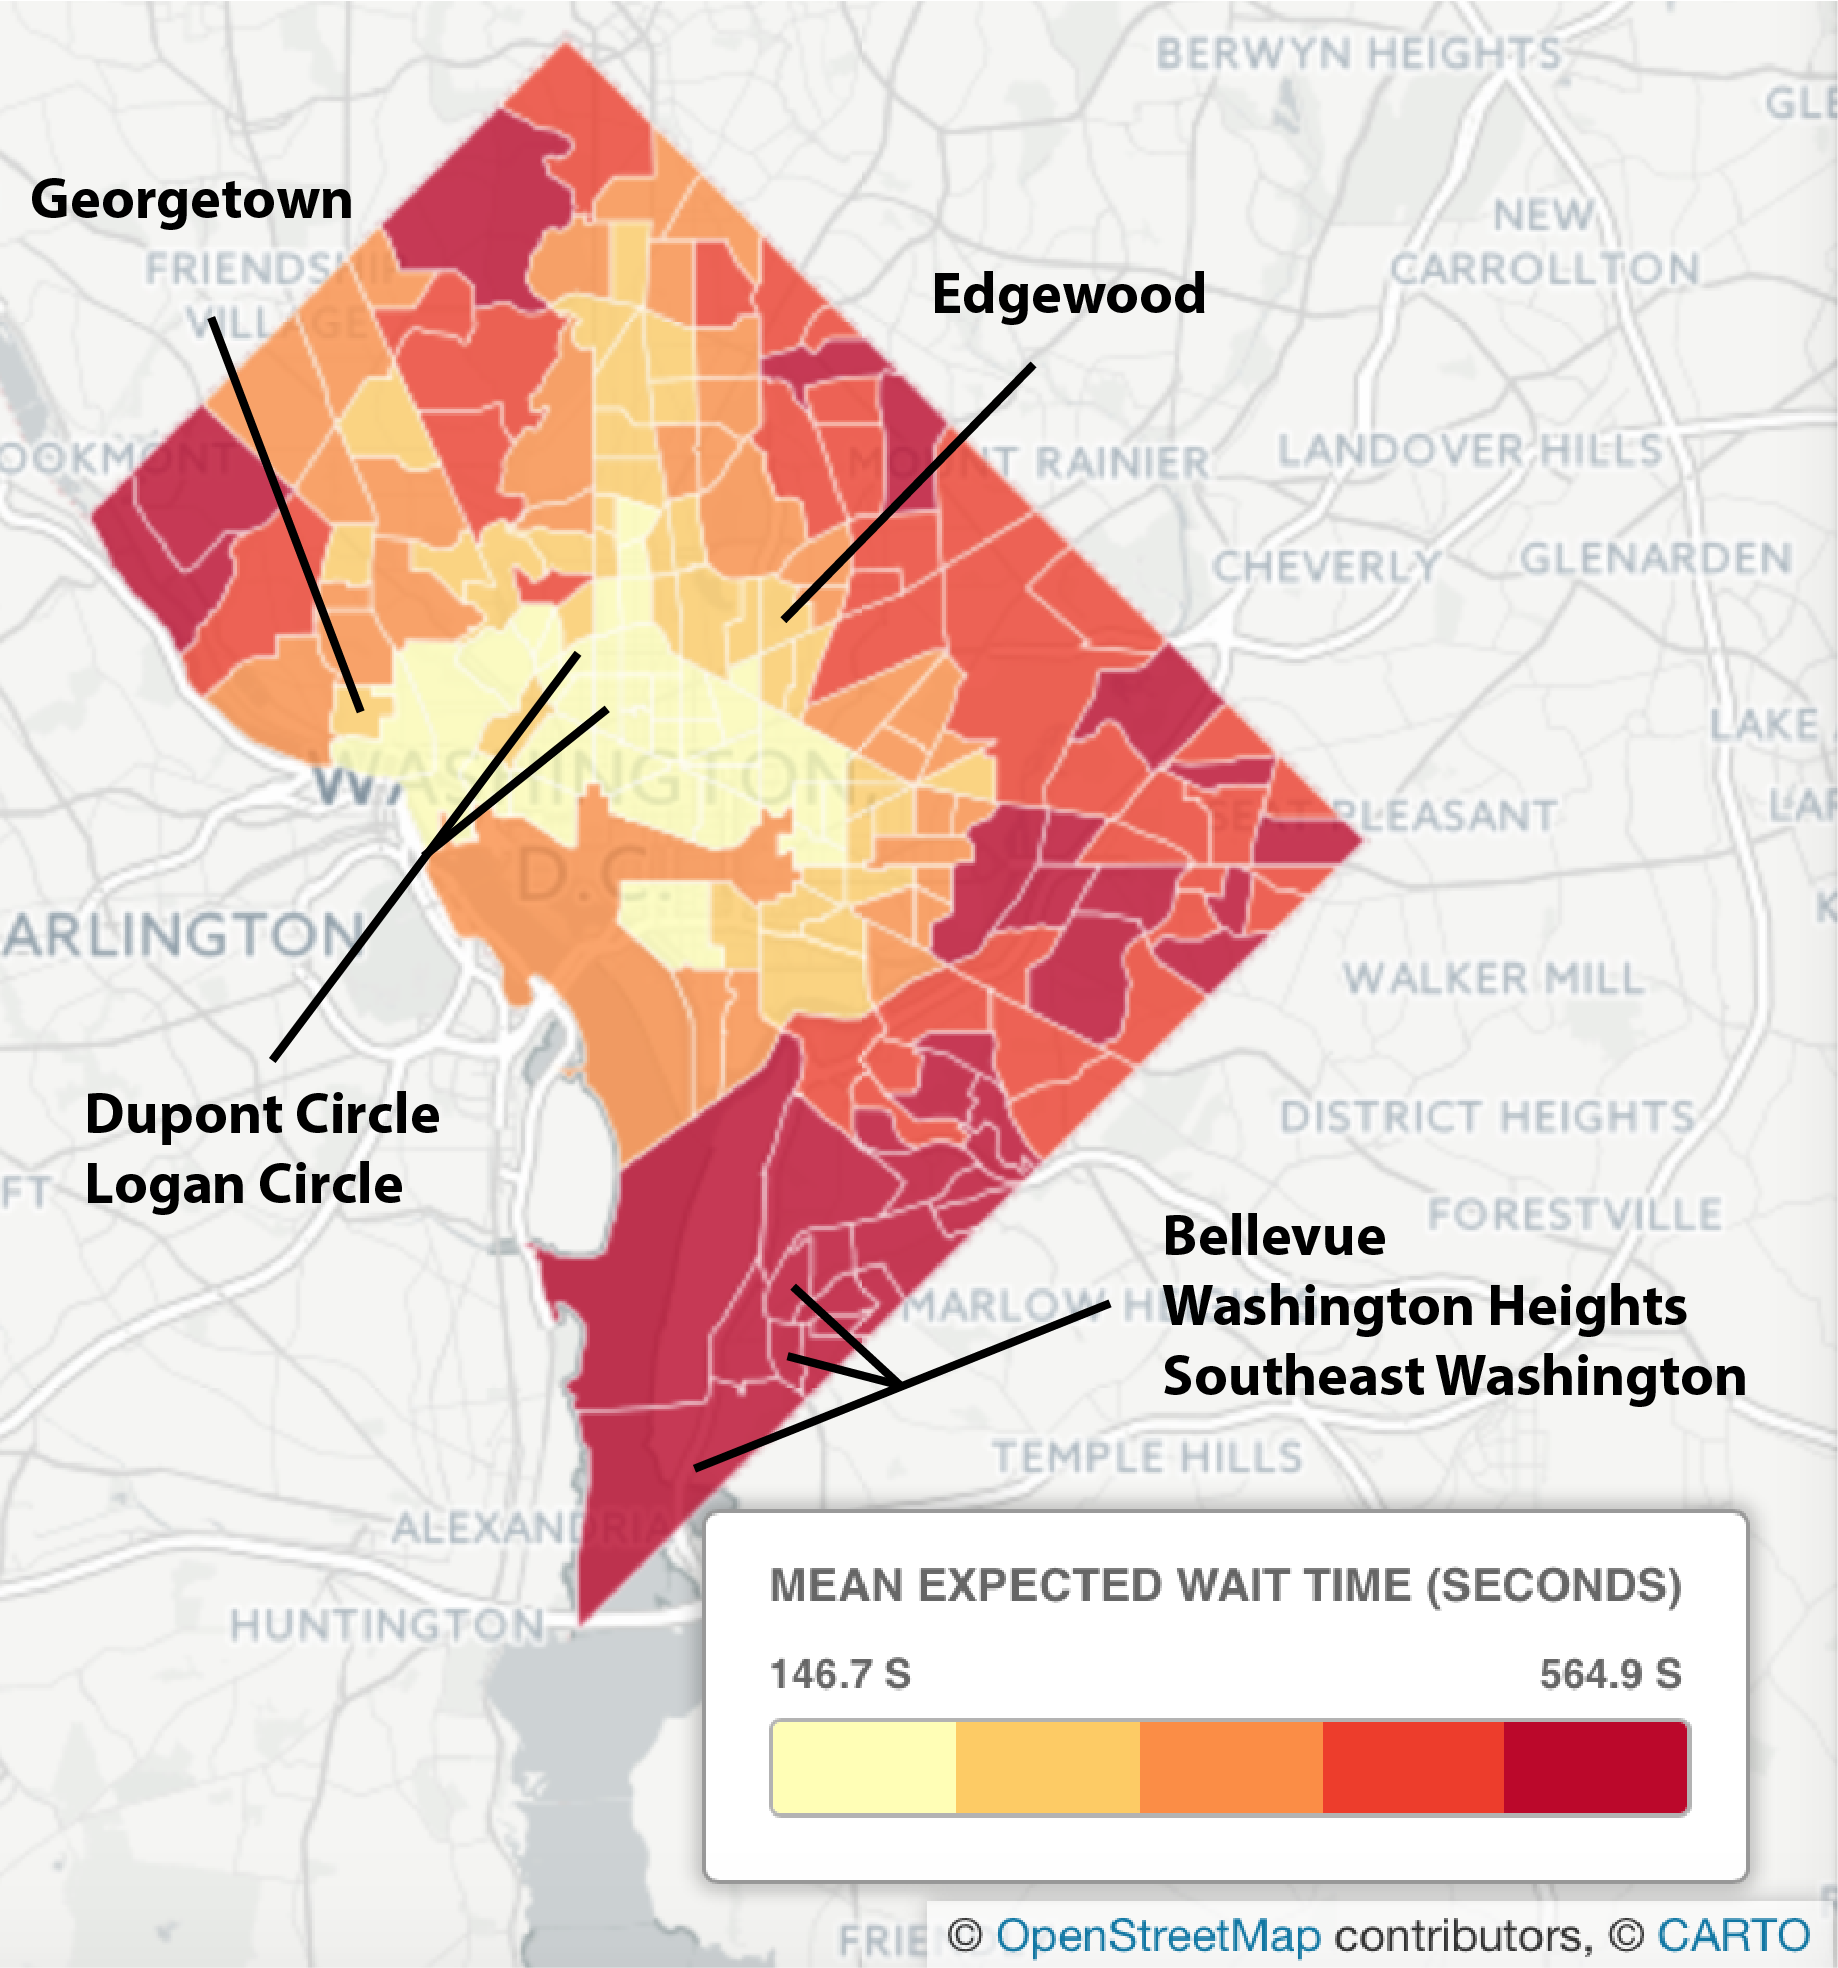 BERWYN HEIGHTS
GLE
Georgetown
NEW
CARROLLTON
FRIENDSHIP
VILLAGE
Edgewood
OOKMONT
MOUNT RAINIER
LANDOVER HILLS
CHEVERLY
GLENARDEN
LAKE
WASHINGTON,
D.C.
SEAT PLEASANT
LAR
ARLINGTON
K
WALKER MILL
Dupont Circle
Logan Circle
DISTRICT HEIGHTS
FT
FORESTVILLE
Bellevue
Washington Heights
Southeast Washington
MARLOW HEIGHTS
TEMPLE HILLS
ALEXANDRIA
HUNTINGTON
MEAN EXPECTED WAIT TIME (SECONDS)
146.7 S
564.9 S
FRIE
© OpenStreetMap contributors, © CARTO